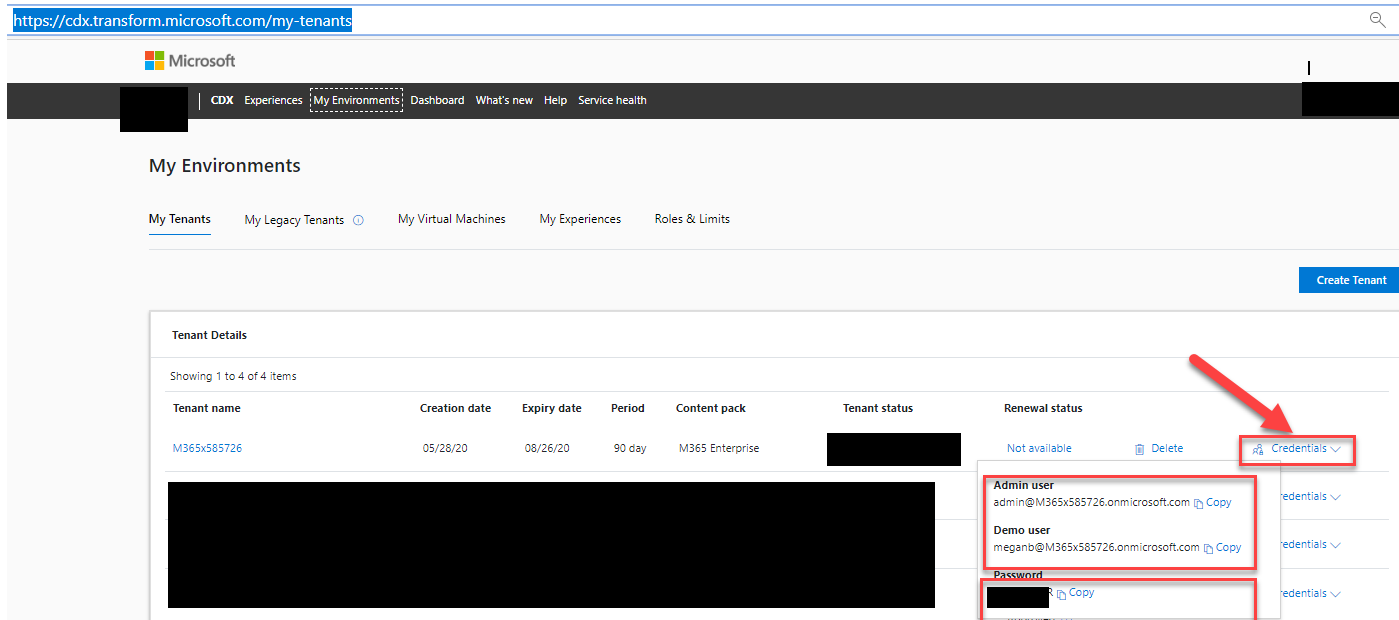 https://cdx.transform.microsoft.com/my-tenants
Microsoft
CDX Experiences My Environments Dashboard What's new Help Service health
My Environments
My Tenants My Legacy Tenants My Virtual Machines My Experiences Roles & Limits
Create Tenant
Tenant Details
Showing 1 to 4 of 4 items
Tenant name Creation date Expiry date Period Content pack Tenant status Renewal status
M365x585726 05/28/20 08/26/20 90 day M365 Enterprise Not available Delete Credentials
Admin user
admin@M365x585726.onmicrosoft.com Copy
redentials
Demo user
meganb@M365x585726.onmicrosoft.com Copy
redentials
Password
R Copy
redentials